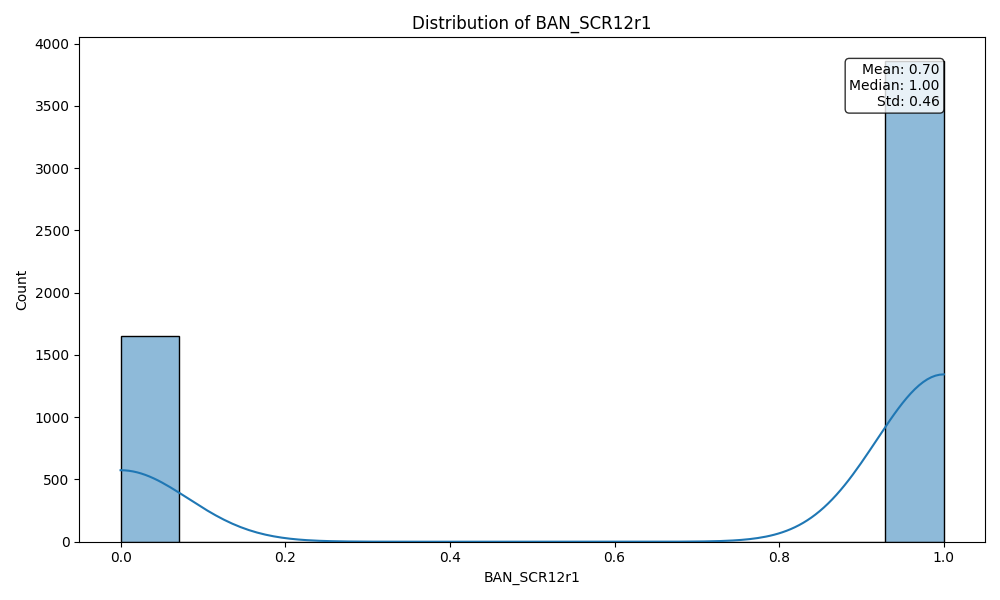 Distribution of BAN_SCR12r1
Mean: 0.70
Median: 1.00
Std: 0.46
4000
3500
3000
2500
2000
1500
1000
500
0
Count
0.0 0.2 0.4 0.6 0.8 1.0
BAN_SCR12r1